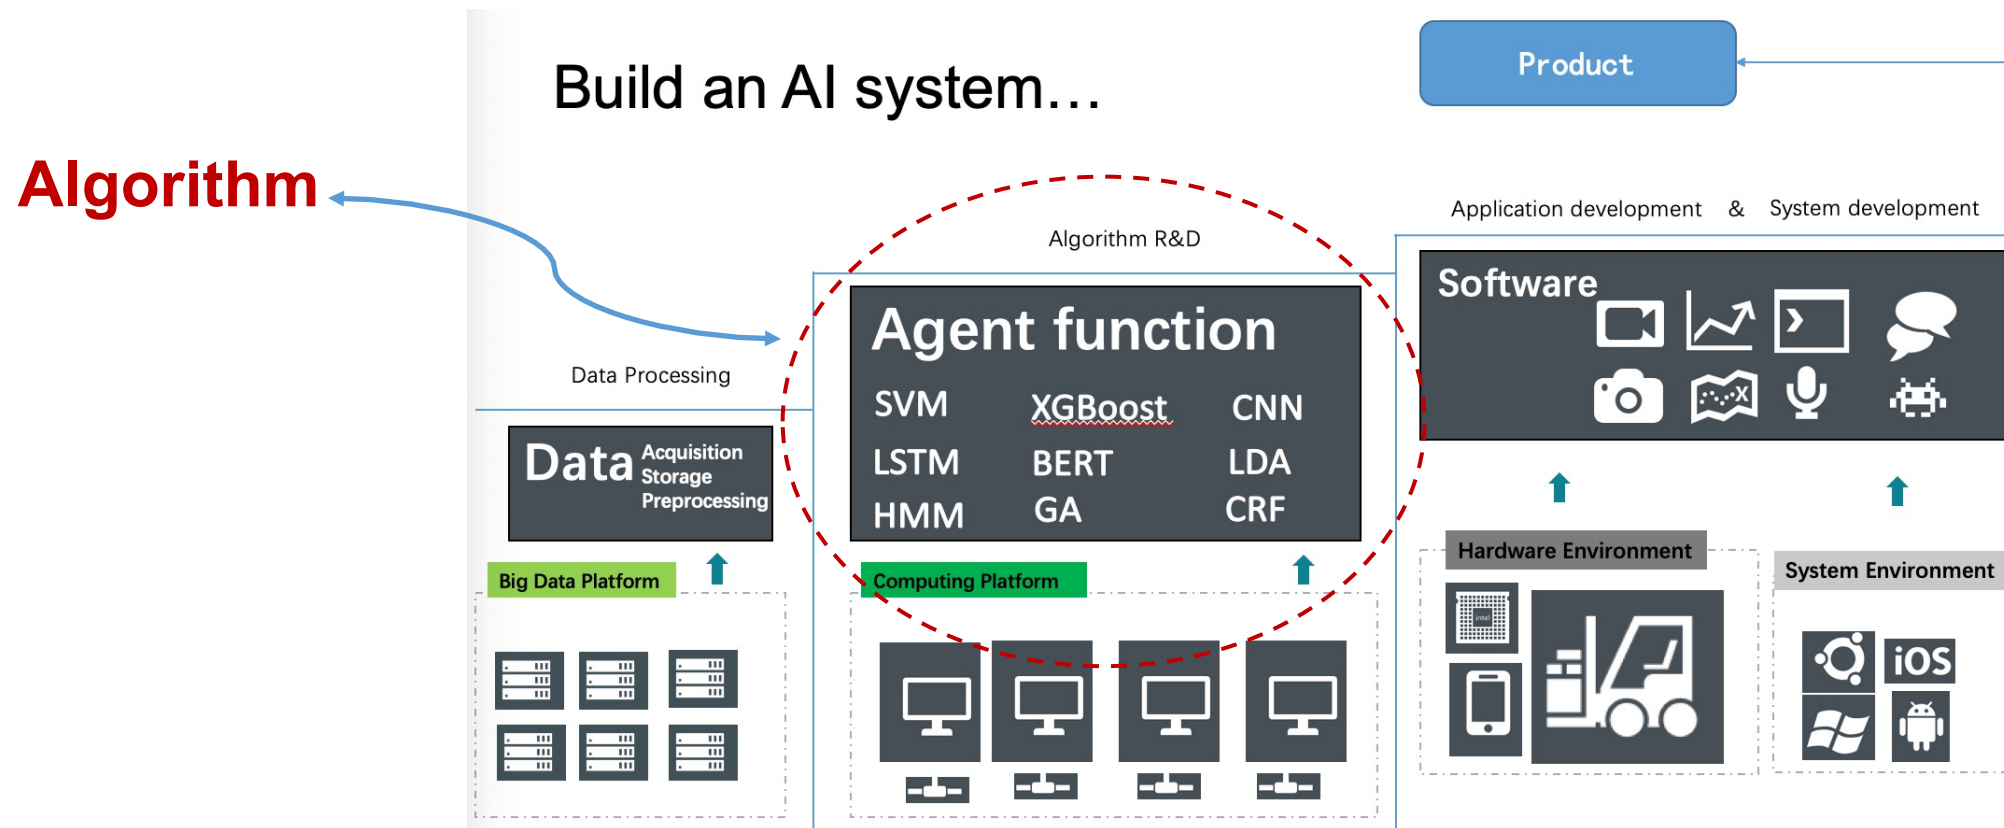 Build an AI system…
Product
Algorithm
Application development & System development
Algorithm R&D
Software
Agent function
Data Processing
SVM XGBoost CNN
Data Acquisition
Storage
Preprocessing
LSTM BERT LDA
HMM GA CRF
Hardware Environment
System Environment
Big Data Platform
Computing Platform
intel
iOS